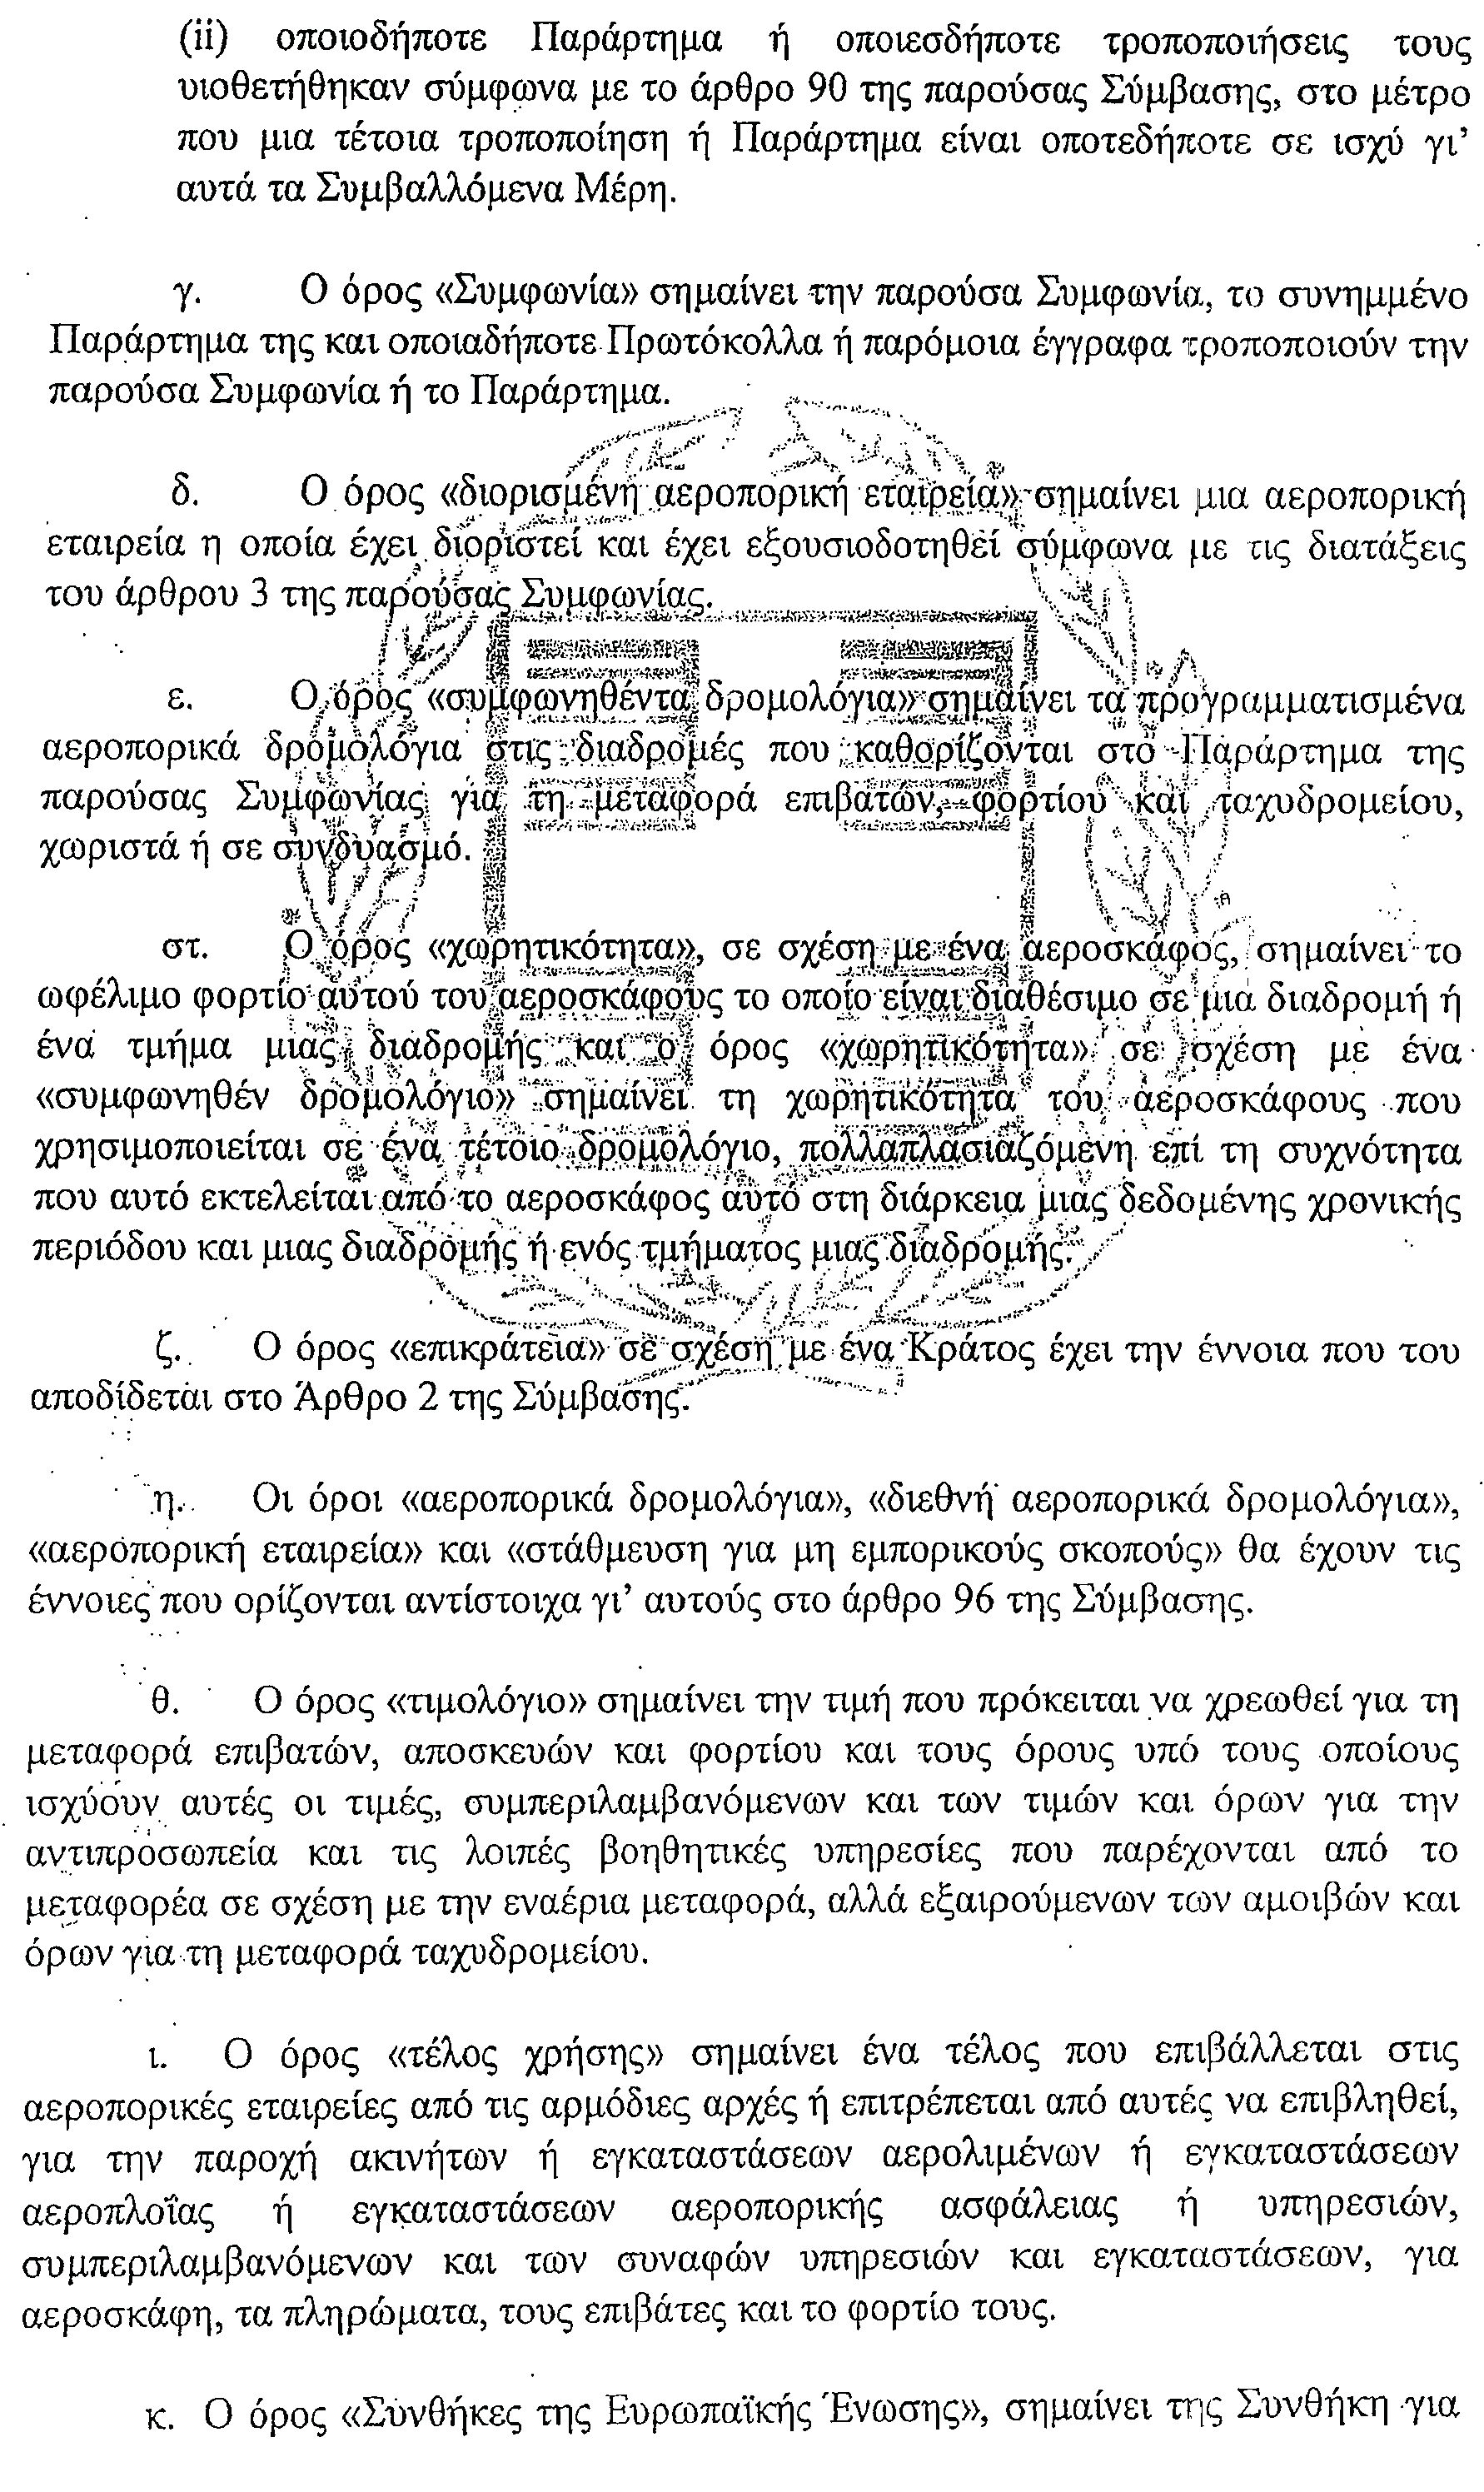 (ii) οποιοδήποτε Παράρτημα ή οποιεσδήποτε τροποποιήσεις τους
υιοθετήθηκαν σύμφωνα με το άρθρο 90 της παρούσας Σύμβασης, στο μέτρο
που μια τέτοια τροποποίηση ή Παράρτημα είναι οποτεδήποτε σε ισχύ γι’
αυτά τα Συμβαλλόμενα Μέρη.
γ. Ο όρος «Συμφωνία» σημαίνει την παρούσα Συμφωνία, το συνημμένο
Παράρτημα της και οποιαδήποτε Πρωτόκολλα ή παρόμοια έγγραφα τροποποιούν την
παρούσα Συμφωνία ή το Παράρτημα.
δ. Ο όρος «διορισμένη αεροπορική εταιρεία» σημαίνει μια αεροπορική
εταιρεία η οποία έχει διοριστεί και έχει εξουσιοδοτηθεί σύμφωνα με τις διατάξεις
του άρθρου 3 της παρούσας Συμφωνίας.
ε. Ο όρος «συμφωνηθέντα δρομολόγια» σημαίνει τα προγραμματισμένα
αεροπορικά δρομολόγια στις διαδρομές που καθορίζονται στο Παράρτημα της
παρούσας Συμφωνίας για τη μεταφορά επιβατών, φορτίου και ταχυδρομείου,
χωριστά ή σε συνδυασμό.
στ. Ο όρος «χωρητικότητα», σε σχέση με ένα αεροσκάφος, σημαίνει το
ωφέλιμο φορτίο αυτού του αεροσκάφους το οποίο είναι διαθέσιμο σε μια διαδρομή ή
ένα τμήμα μιας διαδρομής και ο όρος «χωρητικότητα» σε σχέση με ένα
«συμφωνηθέν δρομολόγιο» σημαίνει τη χωρητικότητα του αεροσκάφους που
χρησιμοποιείται σε ένα τέτοιο δρομολόγιο, πολλαπλασιαζόμενη επί τη συχνότητα
που αυτό εκτελείται από το αεροσκάφος αυτό στη διάρκεια μιας δεδομένης χρονικής
περιόδου και μιας διαδρομής ή ενός τμήματος μιας διαδρομής.
ζ. Ο όρος «επικράτεια» σε σχέση με ένα Κράτος έχει την έννοια που του
αποδίδεται στο Άρθρο 2 της Σύμβασης.
η. Οι όροι «αεροπορικά δρομολόγια», «διεθνή αεροπορικά δρομολόγια»,
«αεροπορική εταιρεία» και «στάθμευση για μη εμπορικούς σκοπούς» θα έχουν τις
έννοιες που ορίζονται αντίστοιχα γι’ αυτούς στο άρθρο 96 της Σύμβασης.
θ. Ο όρος «τιμολόγιο» σημαίνει την τιμή που πρόκειται να χρεωθεί για τη
μεταφορά επιβατών, αποσκευών και φορτίου και τους όρους υπό τους οποίους
ισχύουν αυτές οι τιμές, συμπεριλαμβανόμενων και των τιμών και όρων για την
αντιπροσωπεία και τις λοιπές βοηθητικές υπηρεσίες που παρέχονται από το
μεταφορέα σε σχέση με την εναέρια μεταφορά, αλλά εξαιρούμενων των αμοιβών και
όρων για τη μεταφορά ταχυδρομείου.
ι. Ο όρος «τέλος χρήσης» σημαίνει ένα τέλος που επιβάλλεται στις
αεροπορικές εταιρείες από τις αρμόδιες αρχές ή επιτρέπεται από αυτές να επιβληθεί,
για την παροχή ακινήτων ή εγκαταστάσεων αερολιμένων ή εγκαταστάσεων
αεροπλοΐας ή εγκαταστάσεων αεροπορικής ασφάλειας ή υπηρεσιών,
συμπεριλαμβανόμενων και των συναφών υπηρεσιών και εγκαταστάσεων, για
αεροσκάφη, τα πληρώματα, τους επιβάτες και το φορτίο τους.
κ. Ο όρος «Συνθήκες της Ευρωπαϊκής Ένωσης», σημαίνει της Συνθήκη για